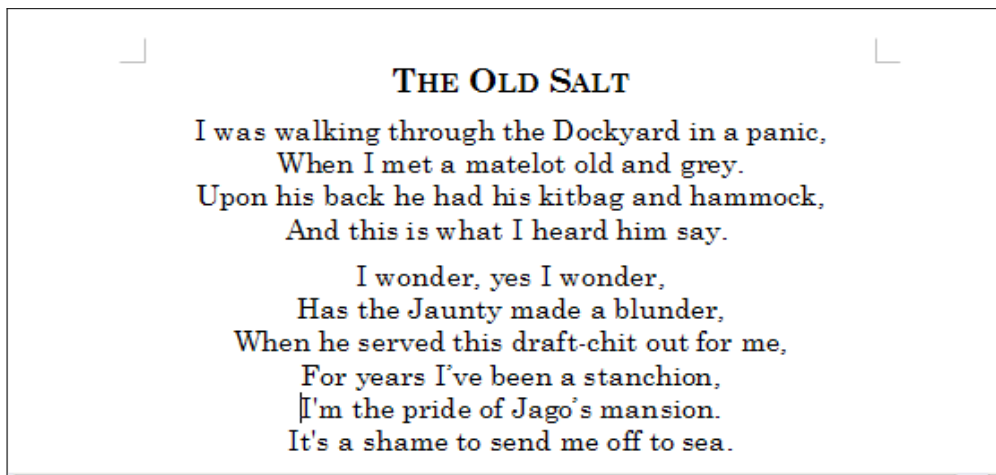 THE OLD SALT
I was walking through the Dockyard in a panic,
When I met a matelot old and grey.
Upon his back he had his kitbag and hammock,
And this is what I heard him say.
I wonder, yes I wonder,
Has the Jaunty made a blunder,
When he served this draft-chit out for me,
For years I’ve been a stanchion,
I'm the pride of Jago’s mansion.
It's a shame to send me off to sea.